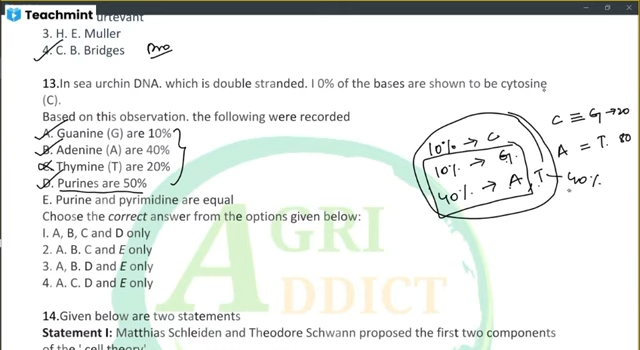 Teachmint
urtevant
3. H. E. Muller
4. C. B. Bridges
13.In sea urchin DNA. which is double stranded. I 0% of the bases are shown to be cytosine
(C).
Based on this observation. the following were recorded
A. Guanine (G) are 10%
B. Adenine (A) are 40%
C. Thymine (T) are 20%
D. Purines are 50%
E. Purine and pyrimidine are equal
Choose the correct answer from the options given below:
I. A, B, C and D only
2. A. B. C and E only
3. A, B. D and E only
4. A. C. D and E only
C ≡ G → 20
A = T. 80
10% → C
10% → G.
40% → A, T — 40%
AGRI
ADDICT
14.Given below are two statements
Statement I: Matthias Schleiden and Theodore Schwann proposed the first two components
of the ' cell theory'